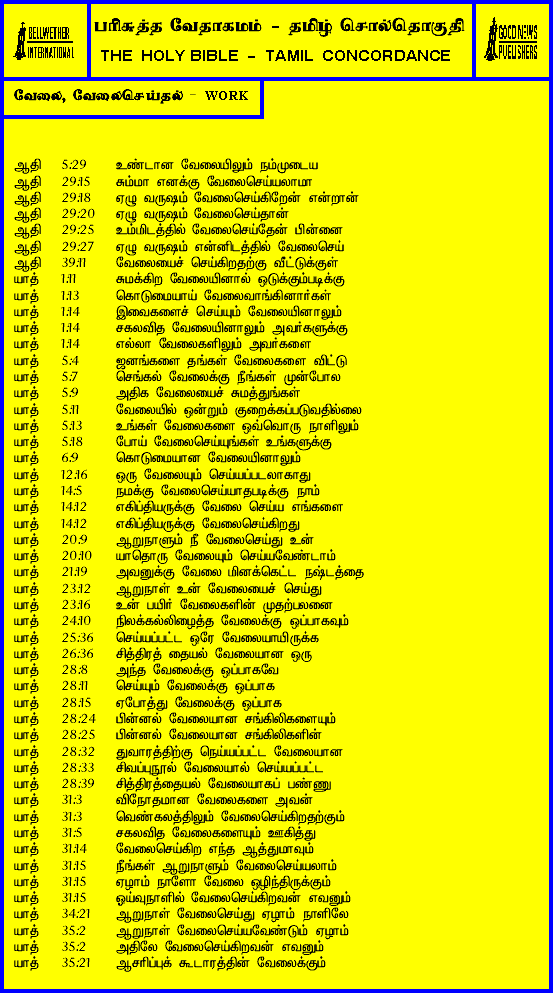 BELLWETHER
INTERNATIONAL
பரிசுத்த வேதாகமம் - தமிழ் சொல்தொகுதி
THE HOLY BIBLE - TAMIL CONCORDANCE
GOOD NEWS
PUBLISHERS
வேலை, வேலைசெய்தல் - WORK
ஆதி 5:29 உண்டான வேலையிலும் நம்முடைய
ஆதி 29:15 சும்மா எனக்கு வேலைசெய்யலாமா
ஆதி 29:18 ஏழு வருஷம் வேலைசெய்கிறேன் என்றான்
ஆதி 29:20 ஏழு வருஷம் வேலைசெய்தான்
ஆதி 29:25 உம்மிடத்தில் வேலைசெய்தேன் பின்னை
ஆதி 29:27 ஏழு வருஷம் என்னிடத்தில் வேலைசெய்
ஆதி 39:11 வேலையைச் செய்கிறதற்கு வீட்டுக்குள்
யாத் 1:11 சுமக்கிற வேலையினால் ஒடுக்கும்படிக்கு
யாத் 1:13 கொடுமையாய் வேலைவாங்கினார்கள்
யாத் 1:14 இவைகளைச் செய்யும் வேலையினாலும்
யாத் 1:14 சகலவித வேலையினாலும் அவர்களுக்கு
யாத் 1:14 எல்லா வேலைகளிலும் அவர்களை
யாத் 5:4 ஜனங்களை தங்கள் வேலைகளை விட்டு
யாத் 5:7 செங்கல் வேலைக்கு நீங்கள் முன்போல
யாத் 5:9 அதிக வேலையைச் சுமத்துங்கள்
யாத் 5:11 வேலையில் ஒன்றும் குறைக்கப்படுவதில்லை
யாத் 5:13 உங்கள் வேலைகளை ஒவ்வொரு நாளிலும்
யாத் 5:18 போய் வேலைசெய்யுங்கள் உங்களுக்கு
யாத் 6:9 கொடுமையான வேலையினாலும்
யாத் 12:16 ஒரு வேலையும் செய்யப்படலாகாது
யாத் 14:5 நமக்கு வேலைசெய்யாதபடிக்கு நாம்
யாத் 14:12 எகிப்தியருக்கு வேலை செய்ய எங்களை
யாத் 14:12 எகிப்தியருக்கு வேலைசெய்கிறது
யாத் 20:9 ஆறுநாளும் நீ வேலைசெய்து உன்
யாத் 20:10 யாதொரு வேலையும் செய்யவேண்டாம்
யாத் 21:19 அவனுக்கு வேலை மினக்கெட்ட நஷ்டத்தை
யாத் 23:12 ஆறுநாள் உன் வேலையைச் செய்து
யாத் 23:16 உன் பயிர் வேலைகளின் முதற்பலனை
யாத் 24:10 நிலக்கல்லிழைத்த வேலைக்கு ஒப்பாகவும்
யாத் 25:36 செய்யப்பட்ட ஒரே வேலையாயிருக்க
யாத் 26:36 சித்திரத் தையல் வேலையான ஒரு
யாத் 28:8 அந்த வேலைக்கு ஒப்பாகவே
யாத் 28:11 செய்யும் வேலைக்கு ஒப்பாக
யாத் 28:15 ஏபோத்து வேலைக்கு ஒப்பாக
யாத் 28:24 பின்னல் வேலையான சங்கிலிகளையும்
யாத் 28:25 பின்னல் வேலையான சங்கிலிகளின்
யாத் 28:32 துவாரத்திற்கு நெய்யப்பட்ட வேலையான
யாத் 28:33 சிவப்புநூல் வேலையால் செய்யப்பட்ட
யாத் 28:39 சித்திரத்தையல் வேலையாகப் பண்ணு
யாத் 31:3 விநோதமான வேலைகளை அவன்
யாத் 31:3 வெண்கலத்திலும் வேலைசெய்கிறதற்கும்
யாத் 31:5 சகலவித வேலைகளையும் ஊகித்து
யாத் 31:14 வேலைசெய்கிற எந்த ஆத்துமாவும்
யாத் 31:15 நீங்கள் ஆறுநாளும் வேலைசெய்யலாம்
யாத் 31:15 ஏழாம் நாளோ வேலை ஒழிந்திருக்கும்
யாத் 31:15 ஓய்வுநாளில் வேலைசெய்கிறவன் எவனும்
யாத் 34:21 ஆறுநாள் வேலைசெய்து ஏழாம் நாளிலே
யாத் 35:2 ஆறுநாள் வேலைசெய்யவேண்டும் ஏழாம்
யாத் 35:2 அதிலே வேலைசெய்கிறவன் எவனும்
யாத் 35:21 ஆசரிப்புக் கூடாரத்தின் வேலைக்கும்